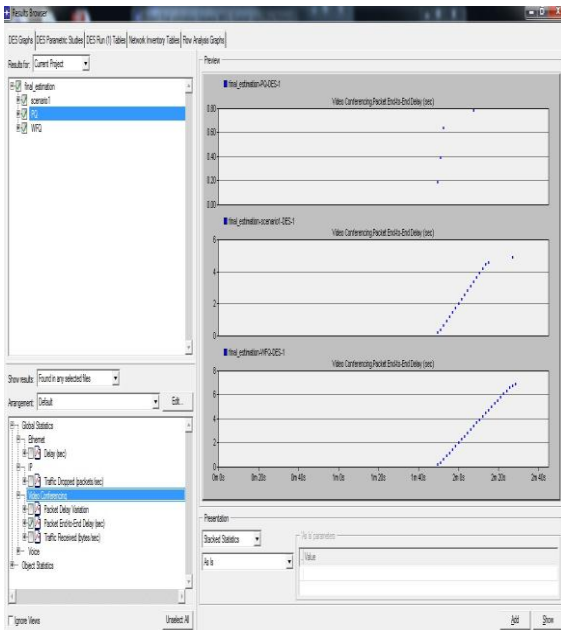 Results Browser
DES Graphs DES Parametric Studies DES Run (1) Tables Network Inventory Tables Flow Analysis Graphs
Results for: Current Project
final_estimation
scenario1
PQ
WFQ
Show results: Found in any selected files
Arrangement: Default Edit...
Global Statistics
Ethernet
Delay (sec)
IP
Traffic Dropped (packets/sec)
Video Conferencing
Packet Delay Variation
Packet End-to-End Delay (sec)
Traffic Received (bytes/sec)
Voice
Object Statistics
Ignore Views Unselect All
Preview
final_estimation-PQ-DES-1
Video Conferencing.Packet End-to-End Delay (sec)
0.80
0.60
0.40
0.20
0.00
final_estimation-scenario1-DES-1
Video Conferencing.Packet End-to-End Delay (sec)
6
4
2
0
final_estimation-WFQ-DES-1
Video Conferencing.Packet End-to-End Delay (sec)
8
6
4
2
0
0m 0s 0m 20s 0m 40s 1m 0s 1m 20s 1m 40s 2m 0s 2m 20s 2m 40s
Presentation
Stacked Statistics
As Is
'As Is' parameters
Value
Add Show